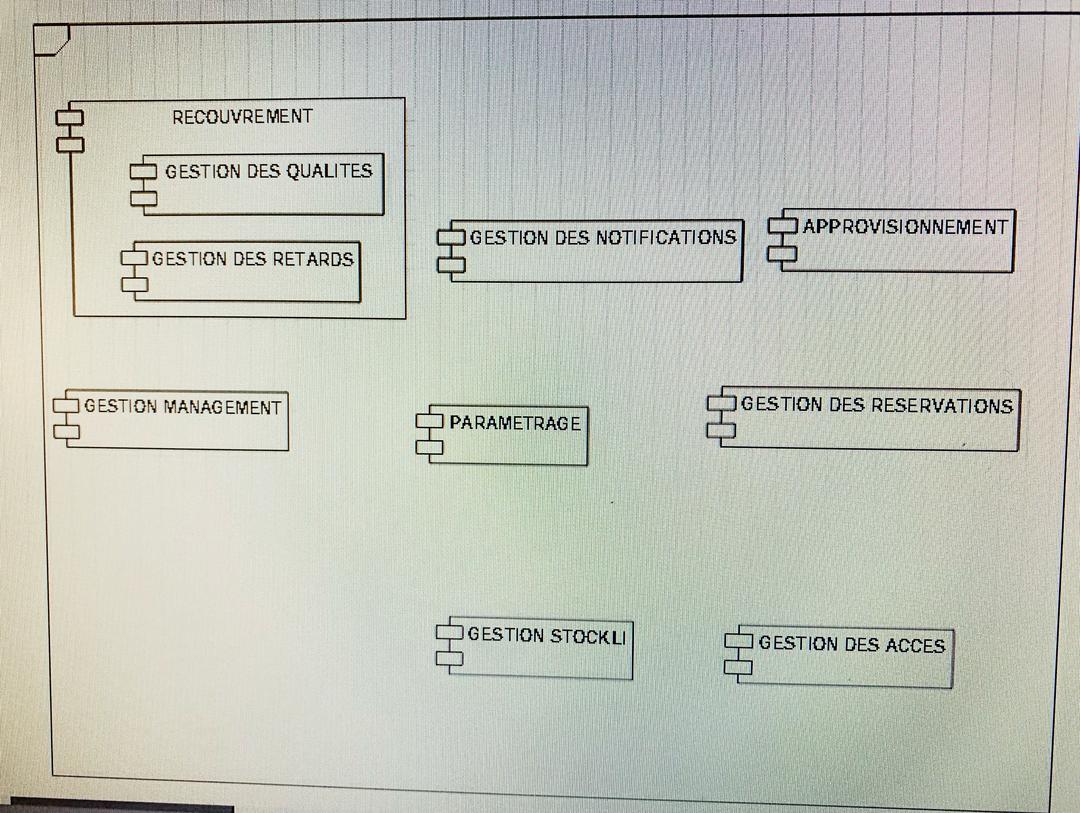 RECOUVREMENT
GESTION DES QUALITES
GESTION DES RETARDS
GESTION DES NOTIFICATIONS
APPROVISIONNEMENT
GESTION MANAGEMENT
PARAMETRAGE
GESTION DES RESERVATIONS
GESTION STOCKLI
GESTION DES ACCES